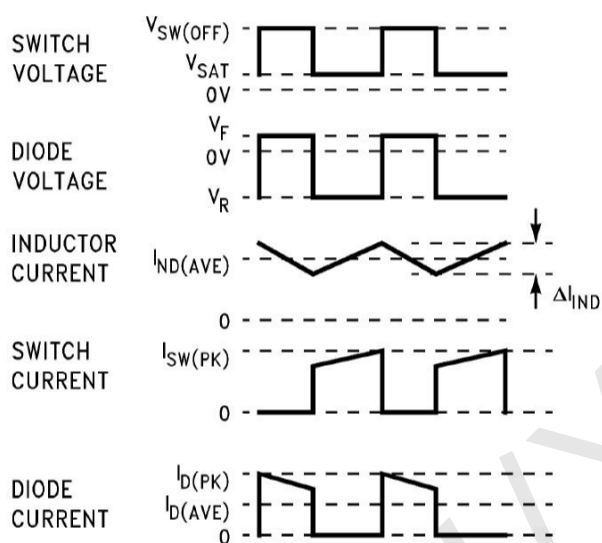 SWITCH
VOLTAGE
VSW(OFF)
VSAT
0V
DIODE
VOLTAGE
VF
0V
VR
INDUCTOR
CURRENT
IND(AVE)
ΔIIND
0
SWITCH
CURRENT
ISW(PK)
0
DIODE
CURRENT
ID(PK)
ID(AVE)
0